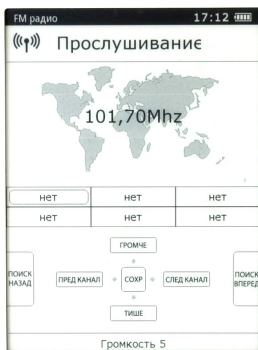 FM радио 17:12
Прослушивание
101,70Mhz
нет нет нет
нет нет нет
ГРОМЧЕ
ПОИСК НАЗАД
ПРЕД КАНАЛ
СОХР
СЛЕД КАНАЛ
ПОИСК ВПЕРЕД
ТИШЕ
Громкость 5